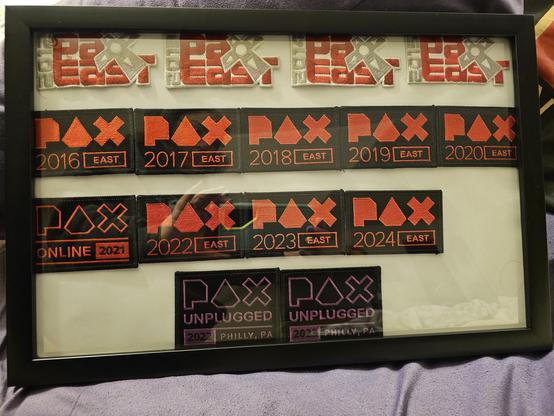 PAX East
PAX East
PAX East
PAX East
PAX
2016 EAST
PAX
2017 EAST
PAX
2018 EAST
PAX
2019 EAST
PAX
2020 EAST
PAX
ONLINE 2021
PAX
2022 EAST
PAX
2023 EAST
PAX
2024 EAST
PAX
UNPLUGGED
PHILLY, PA
PAX
UNPLUGGED
PHILLY, PA